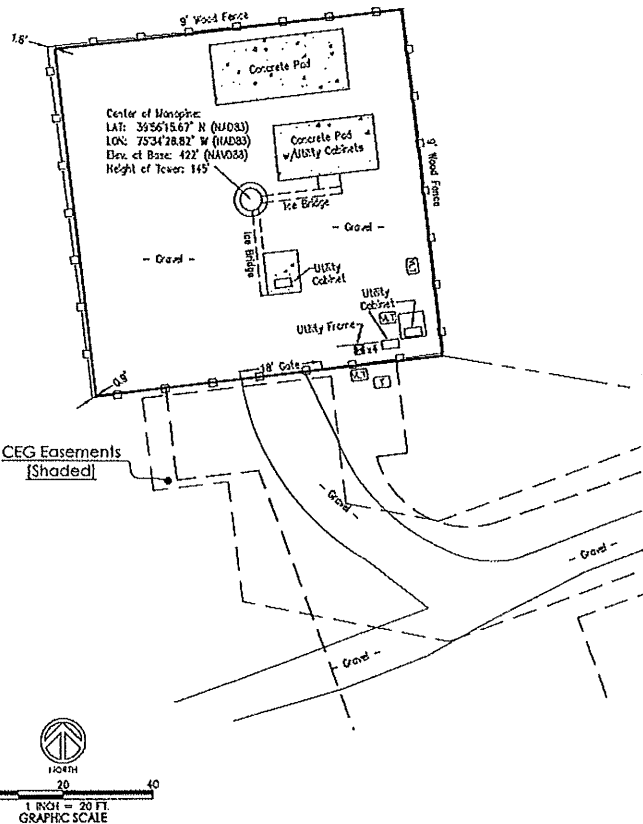 9' Wood Fence
1.8'
Concrete Pad
Center of Monopine:
LAT: 39°56'15.67" N (NAD83)
LON: 75°34'28.82" W (NAD83)
Elev. at Base: 422' (NAVD88)
Height of Tower: 145'
Concrete Pad
w/Utility Cabinets
9' Wood Fence
Ice Bridge
- Gravel -
- Gravel -
Ice Bridge
Utility
Cabinet
Utility
Cabinet
Utility Frame
x4
18' Gate
0.9'
CEG Easements
[Shaded]
- Gravel -
- Gravel -
- Gravel -
NORTH
20
40
1 INCH = 20 FT.
GRAPHIC SCALE